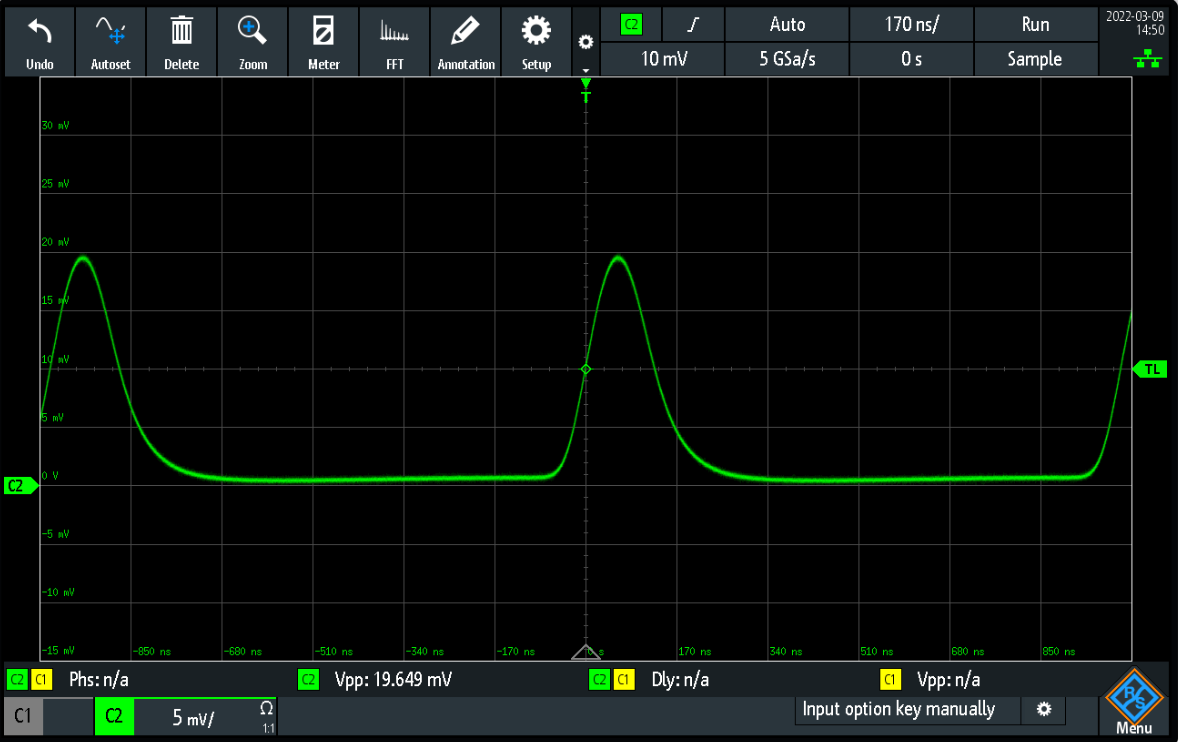 Undo Autoset Delete Zoom Meter FFT Annotation Setup
C2 Auto 170 ns/ Run
10 mV 5 GSa/s 0 s Sample
2022-03-09
14:50
T
30 mV
25 mV
20 mV
15 mV
10 mV
TL
5 mV
0 V
C2
-5 mV
-10 mV
-15 mV -850 ns -680 ns -510 ns -340 ns -170 ns 0 s 170 ns 340 ns 510 ns 680 ns 850 ns
C2 C1 Phs: n/a C2 Vpp: 19.649 mV C2 C1 Dly: n/a C1 Vpp: n/a
C1 C2 5 mV/ Ω 1:1 Input option key manually
R S
Menu